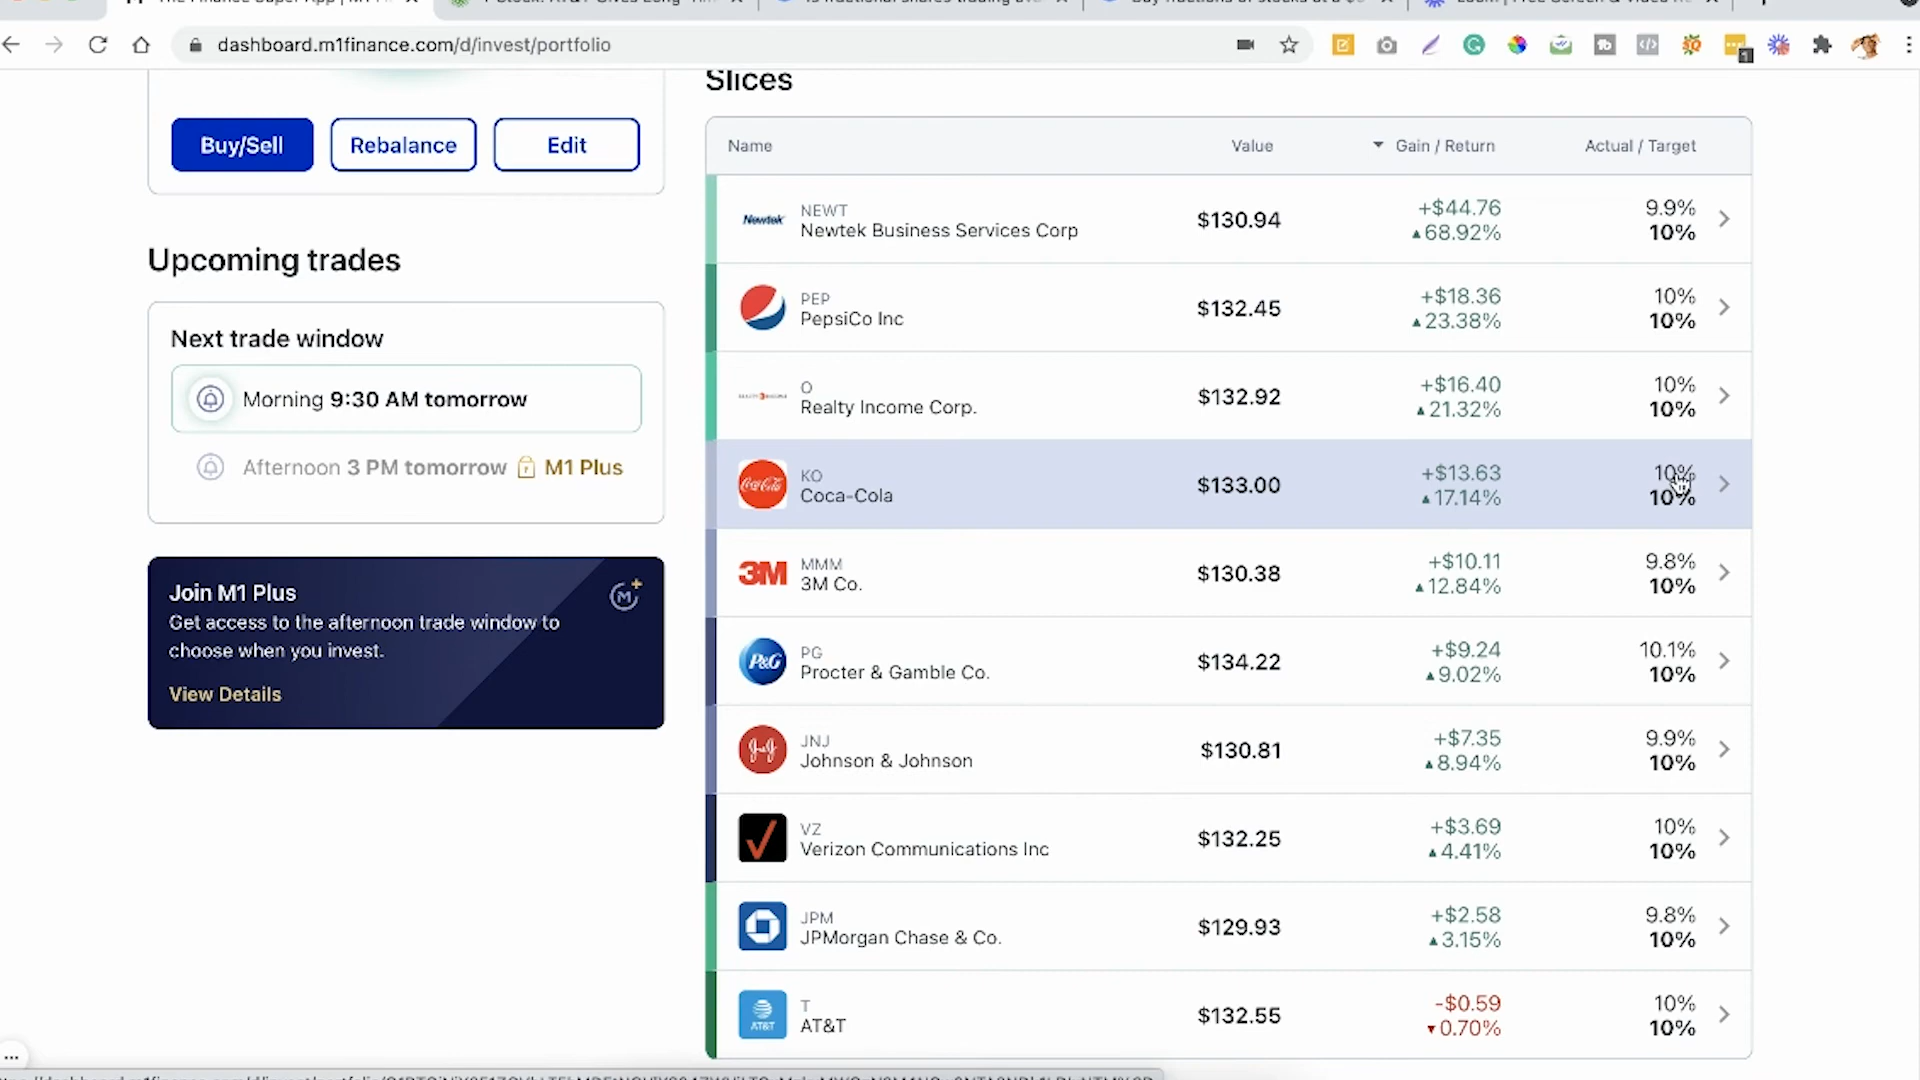 dashboard.m1finance.com/d/invest/portfolio
1
Slices
Buy/Sell
Rebalance
Edit
Name
Value
Gain / Return
Actual / Target
Newtek
NEWT
Newtek Business Services Corp
$130.94
+$44.76
▲68.92%
9.9%
10%
PEP
PepsiCo Inc
$132.45
+$18.36
▲23.38%
10%
10%
O
Realty Income Corp.
$132.92
+$16.40
▲21.32%
10%
10%
Coca-Cola
KO
Coca-Cola
$133.00
+$13.63
▲17.14%
10%
10%
3M
MMM
3M Co.
$130.38
+$10.11
▲12.84%
9.8%
10%
P&G
PG
Procter & Gamble Co.
$134.22
+$9.24
▲9.02%
10.1%
10%
J&J
JNJ
Johnson & Johnson
$130.81
+$7.35
▲8.94%
9.9%
10%
VZ
Verizon Communications Inc
$132.25
+$3.69
▲4.41%
10%
10%
JPM
JPMorgan Chase & Co.
$129.93
+$2.58
▲3.15%
9.8%
10%
AT&T
T
AT&T
$132.55
-$0.59
▼0.70%
10%
10%
Upcoming trades
Next trade window
Morning 9:30 AM tomorrow
Afternoon 3 PM tomorrow M1 Plus
Join M1 Plus
Get access to the afternoon trade window to
choose when you invest.
View Details